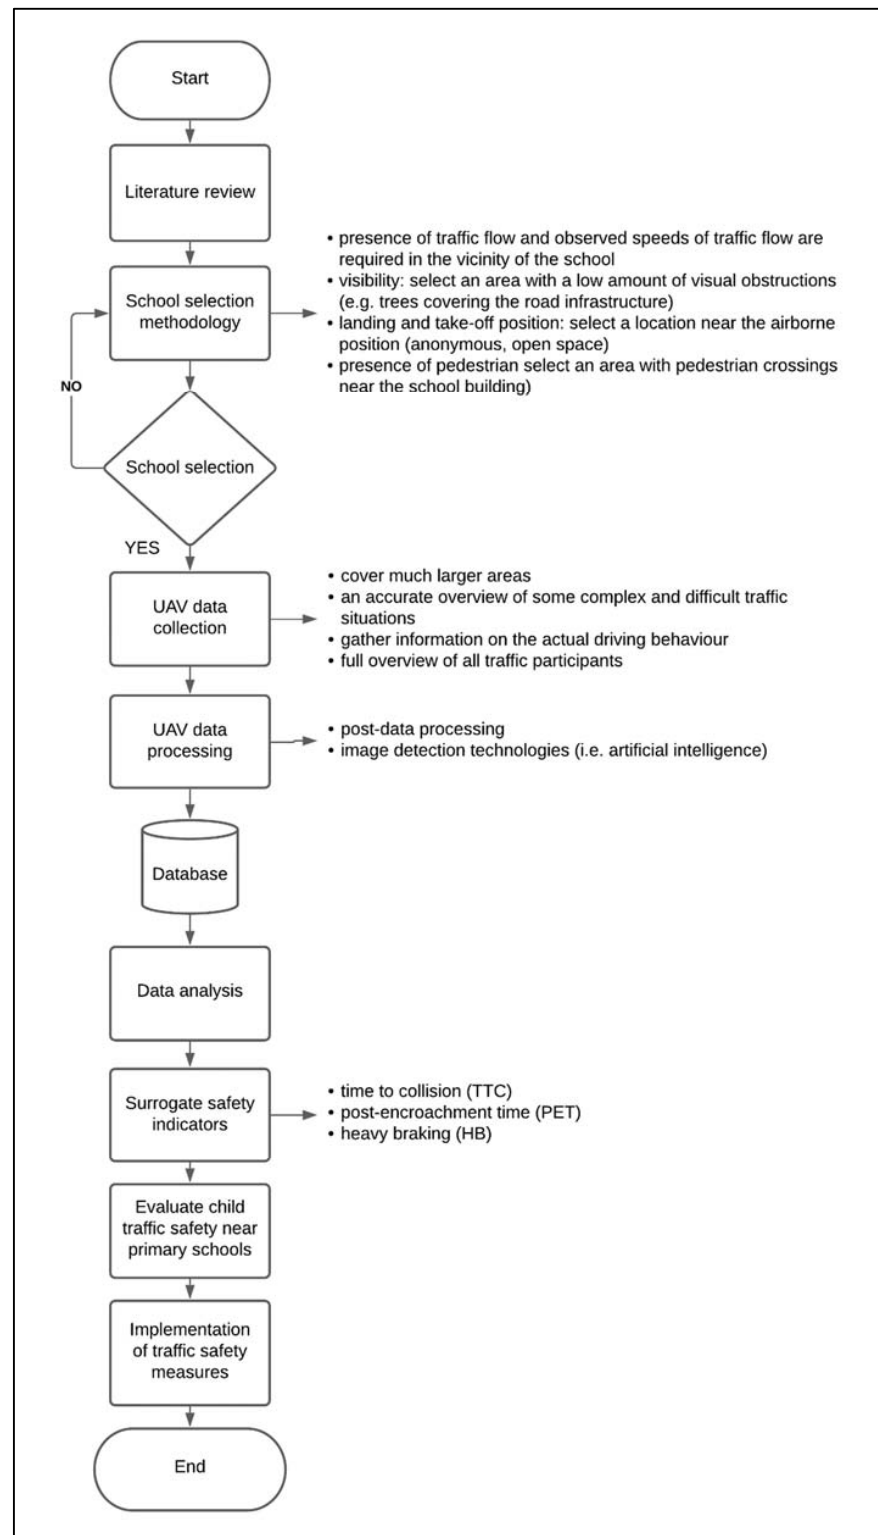 Start
Literature review
School selection
methodology
• presence of traffic flow and observed speeds of traffic flow are
required in the vicinity of the school
• visibility: select an area with a low amount of visual obstructions
(e.g. trees covering the road infrastructure)
• landing and take-off position: select a location near the airborne
position (anonymous, open space)
• presence of pedestrian select an area with pedestrian crossings
near the school building)
NO
School selection
YES
UAV data
collection
• cover much larger areas
• an accurate overview of some complex and difficult traffic
situations
• gather information on the actual driving behaviour
• full overview of all traffic participants
UAV data
processing
• post-data processing
• image detection technologies (i.e. artificial intelligence)
Database
Data analysis
Surrogate safety
indicators
• time to collision (TTC)
• post-encroachment time (PET)
• heavy braking (HB)
Evaluate child
traffic safety near
primary schools
Implementation
of traffic safety
measures
End